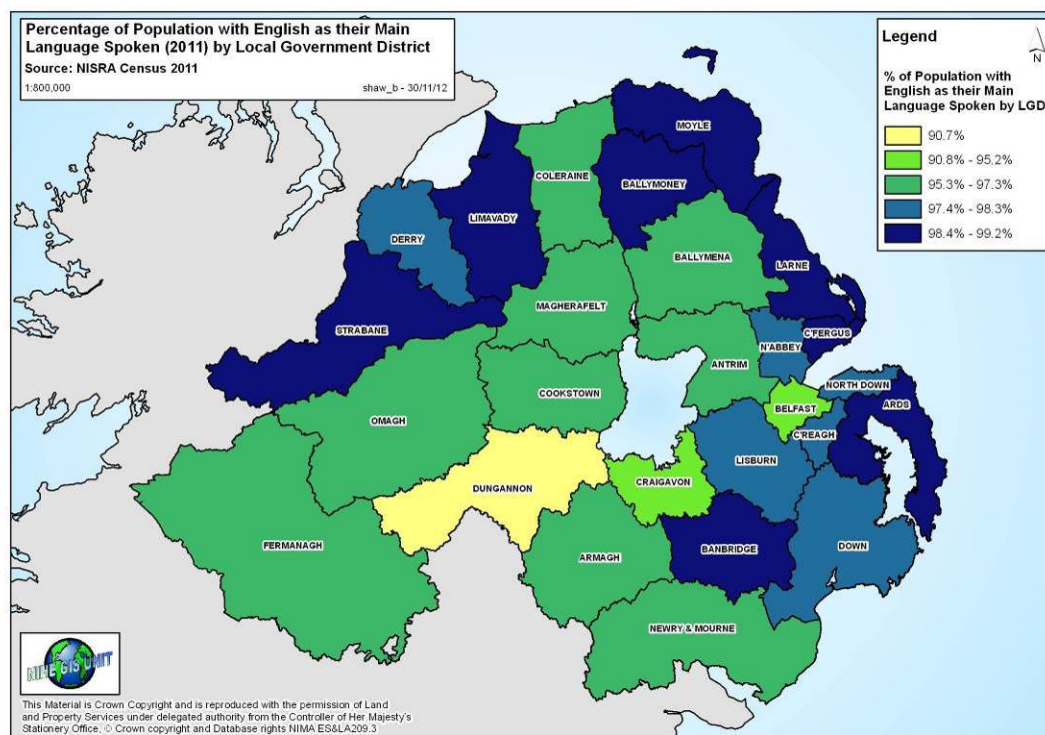 Percentage of Population with English as their Main
Language Spoken (2011) by Local Government District
Source: NISRA Census 2011
1:800,000 shaw_b - 30/11/12
Legend
N
% of Population with
English as their Main
Language Spoken by LGD
90.7%
90.8% - 95.2%
95.3% - 97.3%
97.4% - 98.3%
98.4% - 99.2%
MOYLE
COLERAINE
BALLYMONEY
LIMAVADY
DERRY
BALLYMENA
LARNE
MAGHERAFELT
STRABANE
C'FERGUS
N'ABBEY
ANTRIM
NORTH DOWN
COOKSTOWN
ARDS
BELFAST
OMAGH
C'REAGH
LISBURN
CRAIGAVON
DUNGANNON
FERMANAGH
DOWN
BANBRIDGE
ARMAGH
NEWRY & MOURNE
NIHE GIS UNIT
This Material is Crown Copyright and is reproduced with the permission of Land
and Property Services under delegated authority from the Controller of Her Majesty's
Stationery Office, © Crown copyright and Database rights NIMA ES&LA209.3